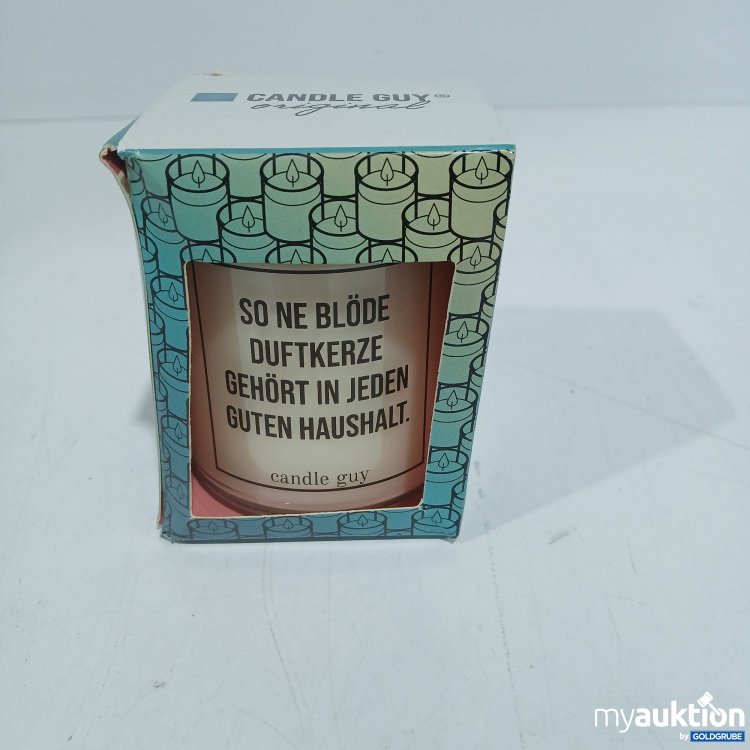 CANDLE GUY®
original
SO NE BLÖDE
DUFTKERZE
GEHÖRT IN JEDEN
GUTEN HAUSHALT.
candle guy
myauktion
by GOLDGRUBE